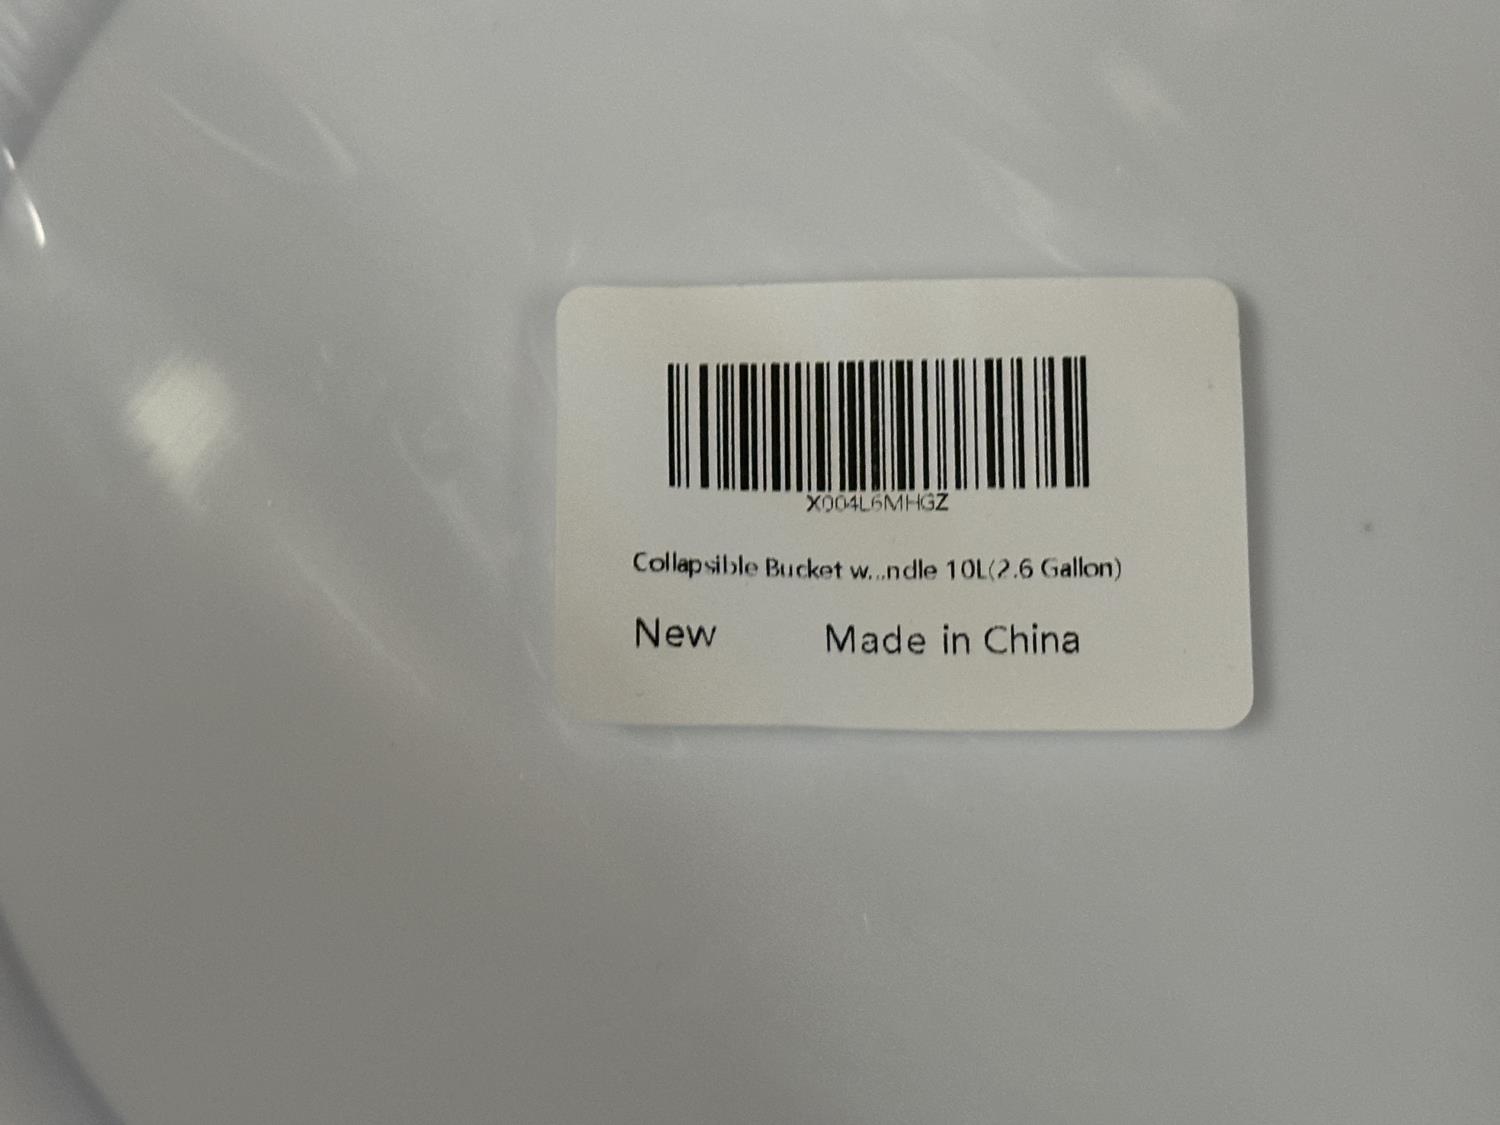 X004L6MHGZ
Collapsible Bucket w...ndle 10L(2.6 Gallon)
New Made in China